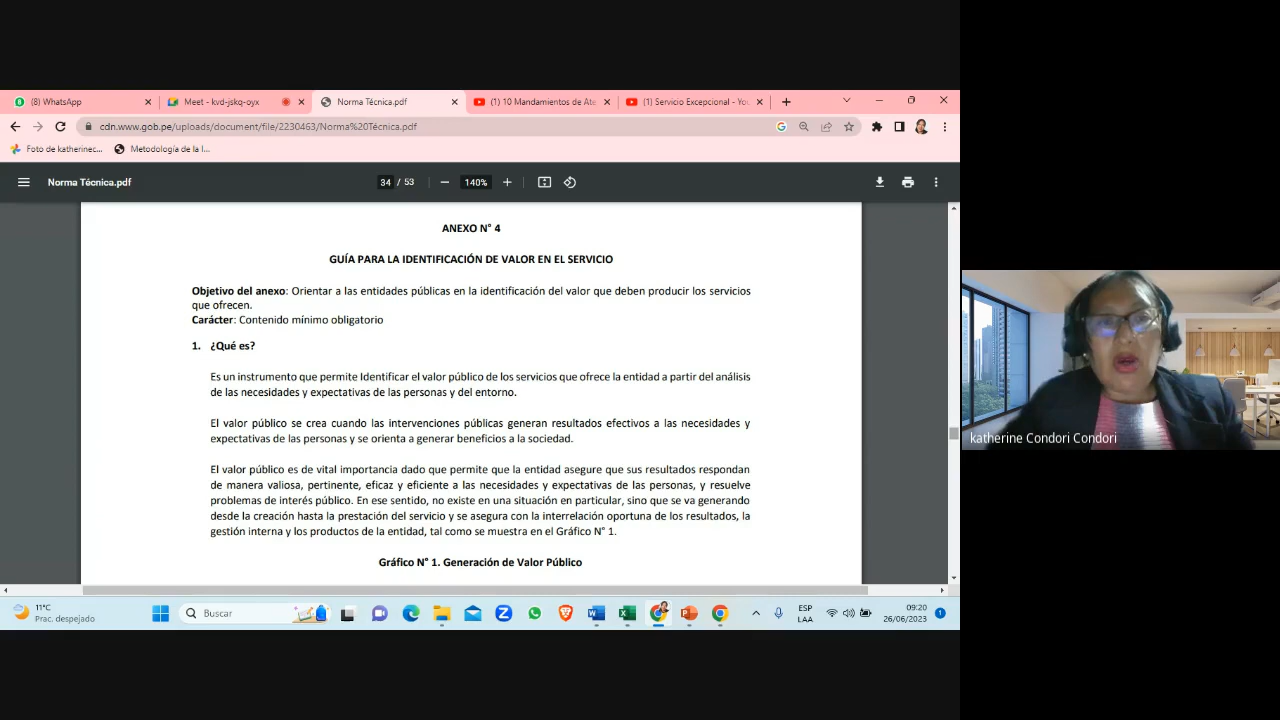 (8) WhatsApp
Meet - kvd-jskq-oyx
Norma Técnica.pdf
(1) 10 Mandamientos de Ate
(1) Servicio Excepcional - You
cdn.www.gob.pe/uploads/document/file/2230463/Norma%20Técnica.pdf
Foto de katherinec...
Metodología de la I...
Norma Técnica.pdf
34 / 53
140%
ANEXO N° 4
GUÍA PARA LA IDENTIFICACIÓN DE VALOR EN EL SERVICIO
Objetivo del anexo: Orientar a las entidades públicas en la identificación del valor que deben producir los servicios
que ofrecen.
Carácter: Contenido mínimo obligatorio
1. ¿Qué es?
Es un instrumento que permite Identificar el valor público de los servicios que ofrece la entidad a partir del análisis
de las necesidades y expectativas de las personas y del entorno.
El valor público se crea cuando las intervenciones públicas generan resultados efectivos a las necesidades y
expectativas de las personas y se orienta a generar beneficios a la sociedad.
El valor público es de vital importancia dado que permite que la entidad asegure que sus resultados respondan
de manera valiosa, pertinente, eficaz y eficiente a las necesidades y expectativas de las personas, y resuelve
problemas de interés público. En ese sentido, no existe en una situación en particular, sino que se va generando
desde la creación hasta la prestación del servicio y se asegura con la interrelación oportuna de los resultados, la
gestión interna y los productos de la entidad, tal como se muestra en el Gráfico N° 1.
Gráfico N° 1. Generación de Valor Público
katherine Condori Condori
11°C
Prac. despejado
Buscar
ESP
LAA
09:20
26/06/2023
1